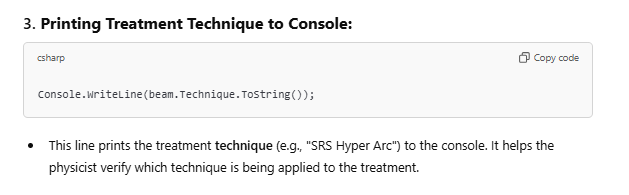 3. Printing Treatment Technique to Console:
csharp Copy code
Console.WriteLine(beam.Technique.ToString());
• This line prints the treatment technique (e.g., "SRS Hyper Arc") to the console. It helps the
physicist verify which technique is being applied to the treatment.